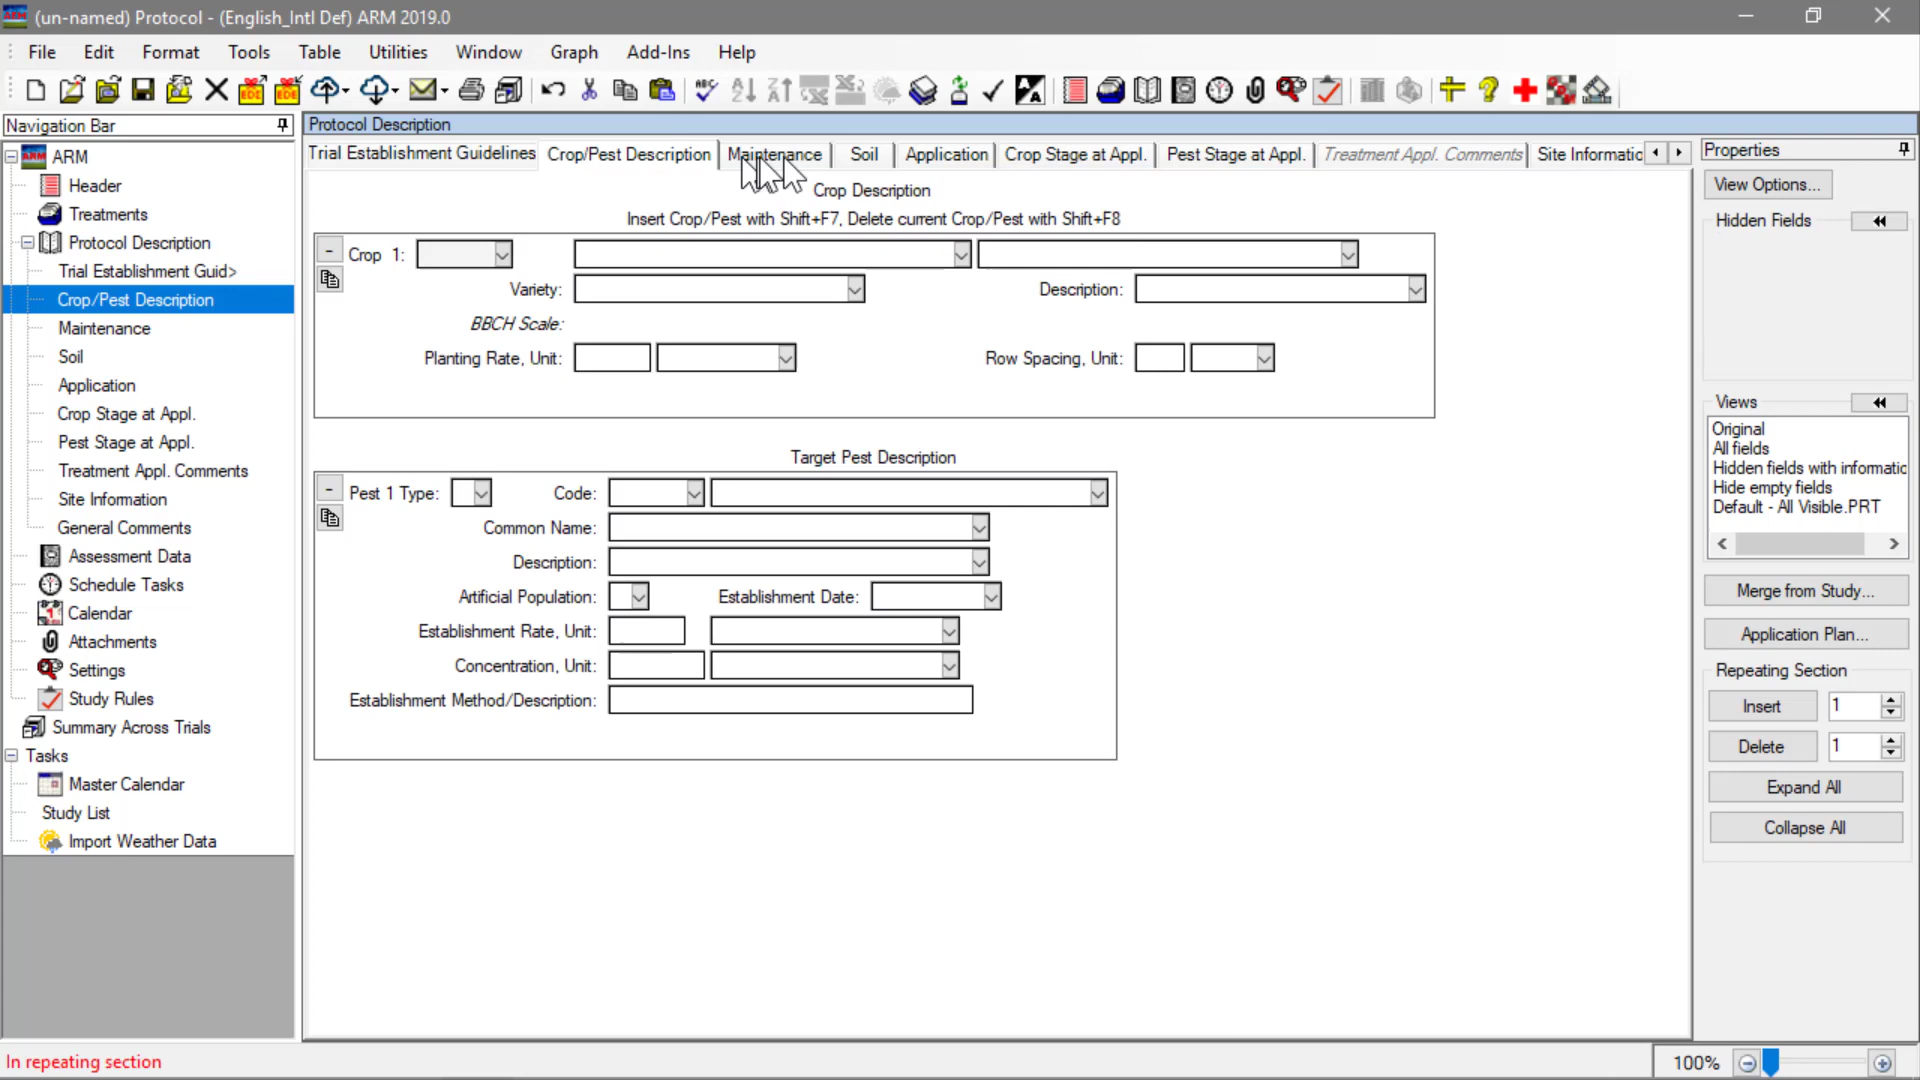 (un-named) Protocol - (English_Intl Def) ARM 2019.0
File Edit Format Tools Table Utilities Window Graph Add-Ins Help
Navigation Bar
ARM
Header
Treatments
Protocol Description
Trial Establishment Guid>
Crop/Pest Description
Maintenance
Soil
Application
Crop Stage at Appl.
Pest Stage at Appl.
Treatment Appl. Comments
Site Information
General Comments
Assessment Data
Schedule Tasks
Calendar
Attachments
Settings
Study Rules
Summary Across Trials
Tasks
Master Calendar
Study List
Import Weather Data
Protocol Description
Trial Establishment Guidelines Crop/Pest Description Maintenance Soil Application Crop Stage at Appl. Pest Stage at Appl. Treatment Appl. Comments Site Informatic
Crop Description
Insert Crop/Pest with Shift+F7, Delete current Crop/Pest with Shift+F8
Crop 1:
Variety: Description:
BBCH Scale:
Planting Rate, Unit: Row Spacing, Unit:
Target Pest Description
Pest 1 Type: Code:
Common Name:
Description:
Artificial Population: Establishment Date:
Establishment Rate, Unit:
Concentration, Unit:
Establishment Method/Description:
Properties
View Options...
Hidden Fields
Views
Original
All fields
Hidden fields with informatic
Hide empty fields
Default - All Visible.PRT
Merge from Study...
Application Plan...
Repeating Section
Insert 1
Delete 1
Expand All
Collapse All
In repeating section
100%